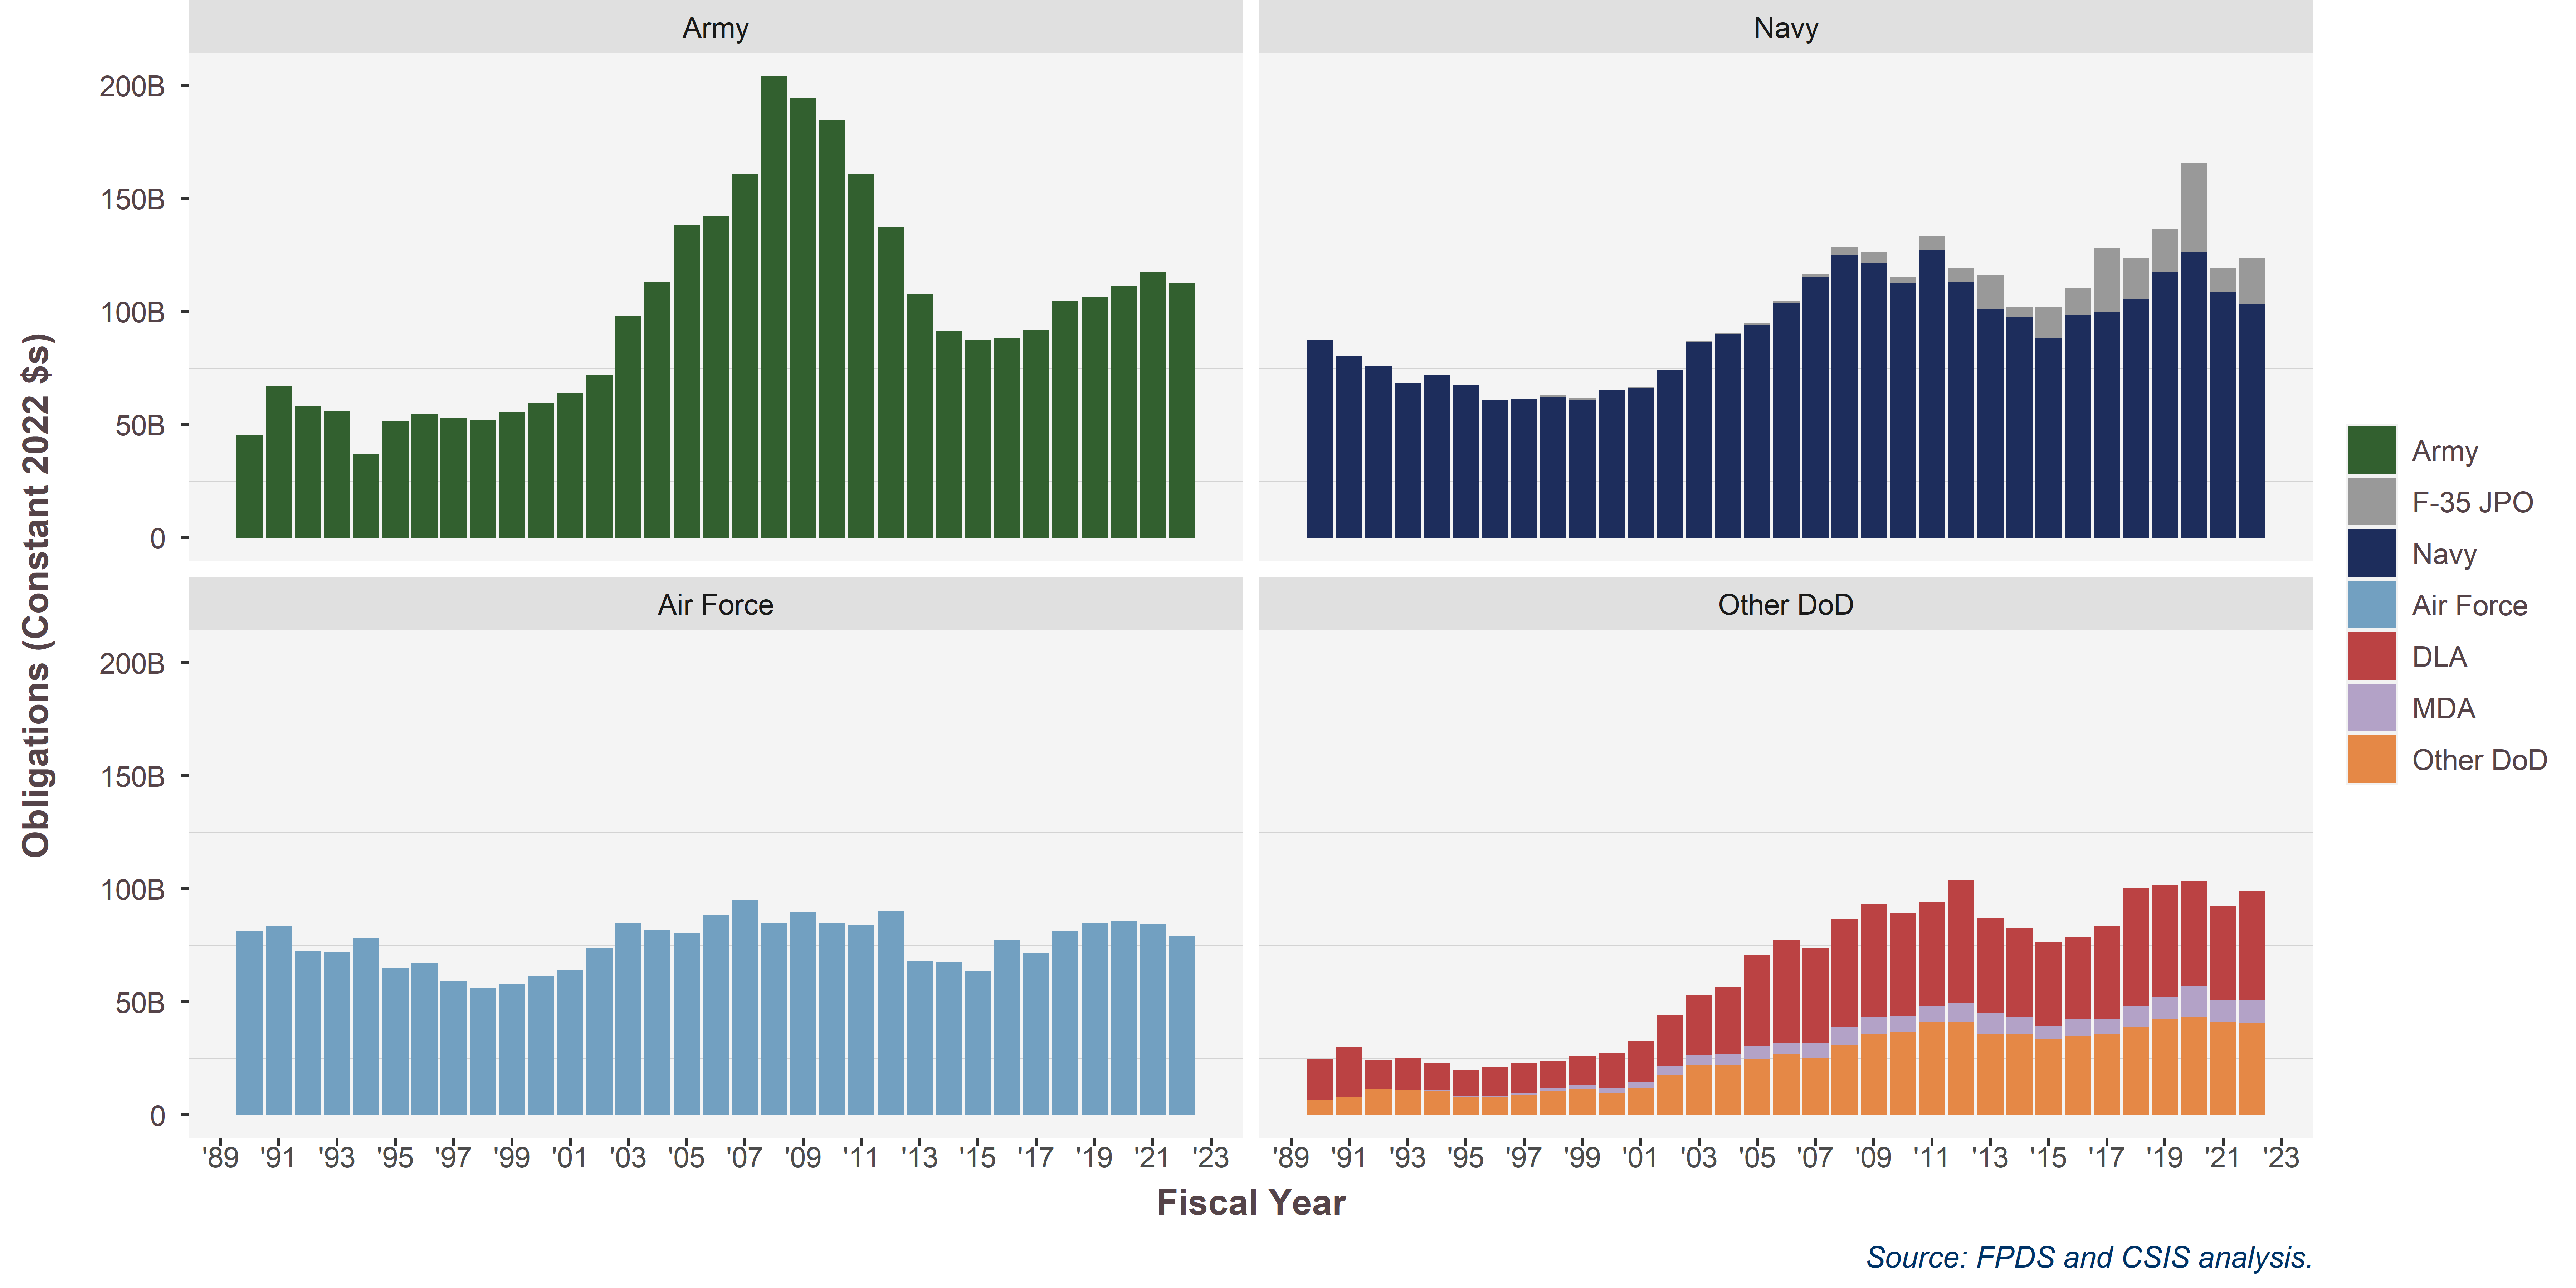 Army
Navy
200B
150B
100B
50B
0
Air Force
Other DoD
200B
150B
100B
50B
0
'89 '91 '93 '95 '97 '99 '01 '03 '05 '07 '09 '11 '13 '15 '17 '19 '21 '23
'89 '91 '93 '95 '97 '99 '01 '03 '05 '07 '09 '11 '13 '15 '17 '19 '21 '23
Obligations (Constant 2022 $s)
Fiscal Year
Army
F-35 JPO
Navy
Air Force
DLA
MDA
Other DoD
Source: FPDS and CSIS analysis.